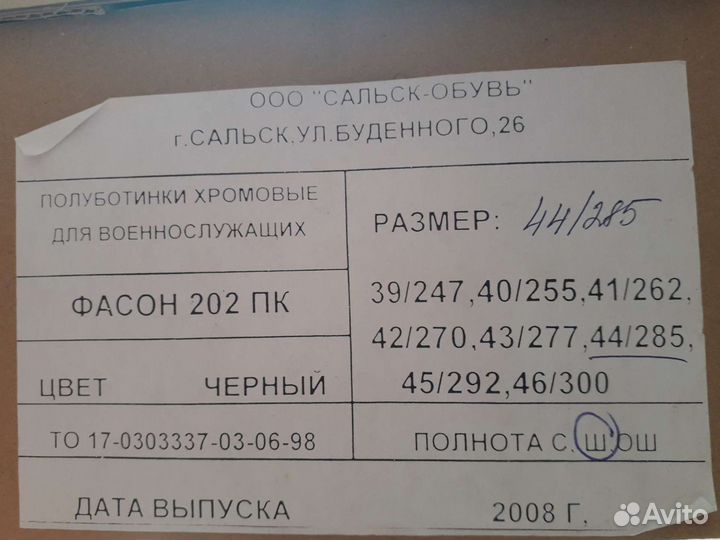 ООО "САЛЬСК-ОБУВЬ"
г.САЛЬСК,УЛ.БУДЕННОГО,26
ПОЛУБОТИНКИ ХРОМОВЫЕ
ДЛЯ ВОЕННОСЛУЖАЩИХ
ФАСОН 202 ПК
ЦВЕТ ЧЕРНЫЙ
ТО 17-0303337-03-06-98
РАЗМЕР: 44/285
39/247,40/255,41/262,
42/270,43/277,44/285,
45/292,46/300
ПОЛНОТА С.Ш.ОШ
ДАТА ВЫПУСКА 2008 Г.
Avito